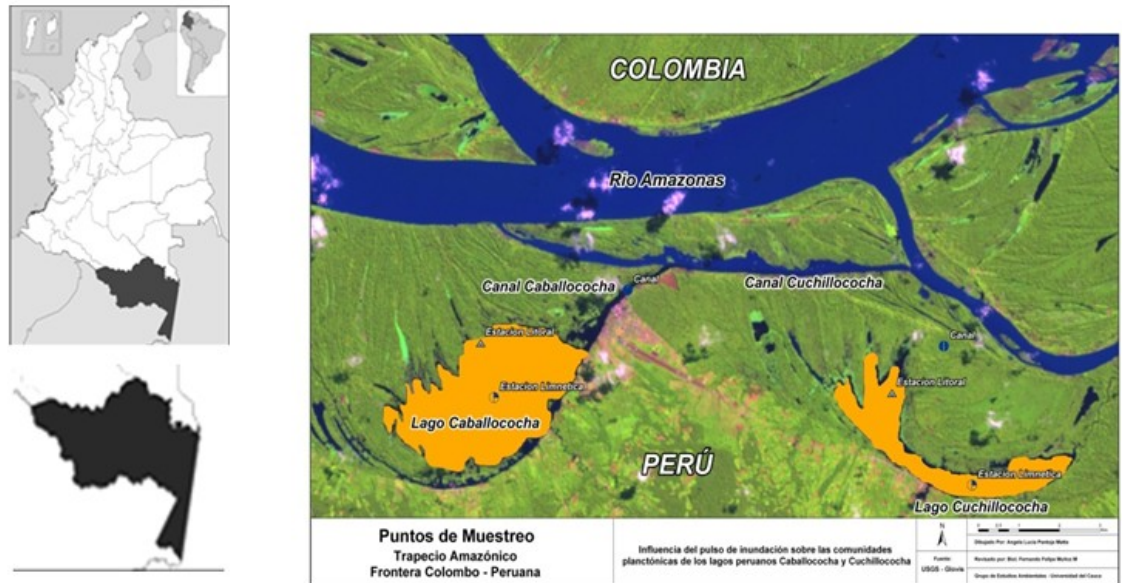 COLOMBIA
Rio Amazonas
Canal Caballococha
Canal
Canal Cuchillococha
Estacion Litoral
Canal
Estacion Limnetica
Estacion Litoral
Lago Caballococha
PERÚ
Estacion Limnetica
Lago Cuchillococha
Puntos de Muestreo
Trapecio Amazónico
Frontera Colombo - Peruana
Influencia del pulso de inundación sobre las comunidades
planctónicas de los lagos peruanos Caballococha y Cuchillococha
N
Fuente:
USGS - Glovis
Dibujado Por: Angela Lucia Pantoja Matta
Revisado por: Biol. Fernando Felipe Muñoz M
Grupo de Estudios Ambientales - Universidad del Cauca